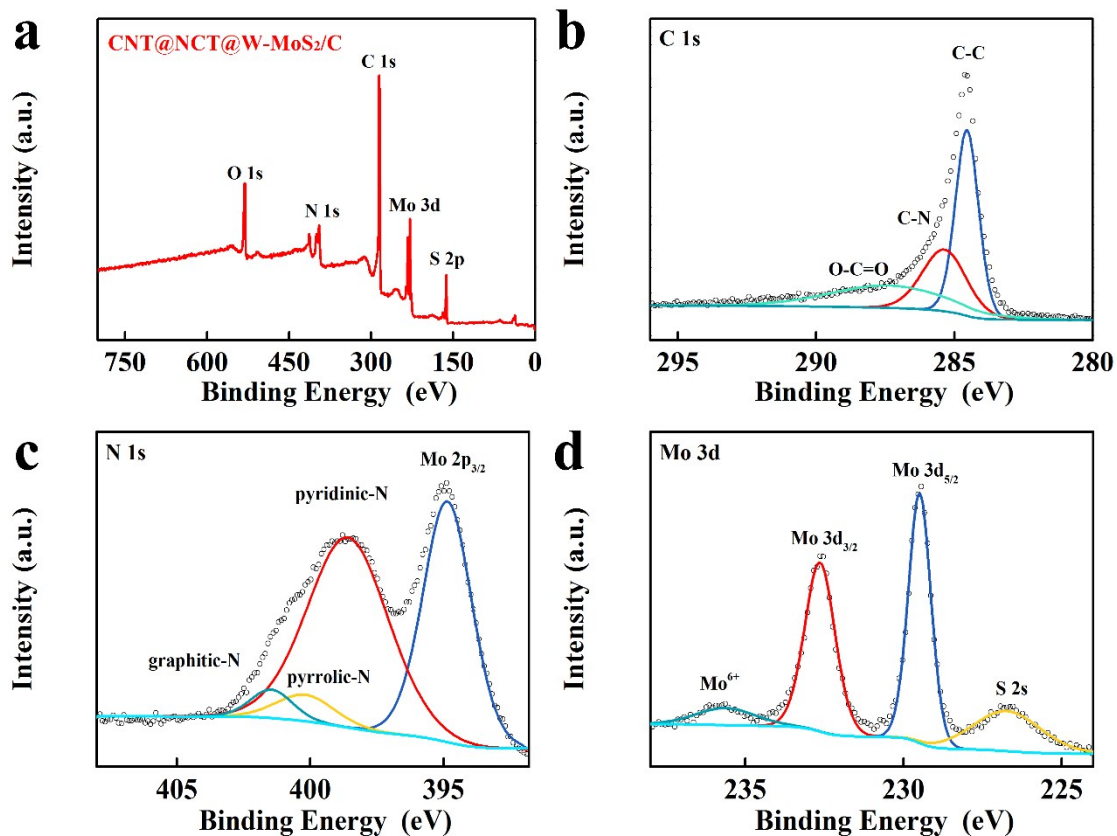 a
CNT@NCT@W-MoS₂/C
C 1s
O 1s
N 1s
Mo 3d
S 2p
Intensity (a.u.)
750 600 450 300 150 0
Binding Energy (eV)
b
C 1s
C-C
C-N
O-C=O
Intensity (a.u.)
295 290 285 280
Binding Energy (eV)
c
N 1s
Mo 2p₃/₂
pyridinic-N
graphitic-N
pyrrolic-N
Intensity (a.u.)
405 400 395
Binding Energy (eV)
d
Mo 3d
Mo 3d₅/₂
Mo 3d₃/₂
Mo⁶⁺
S 2s
Intensity (a.u.)
235 230 225
Binding Energy (eV)